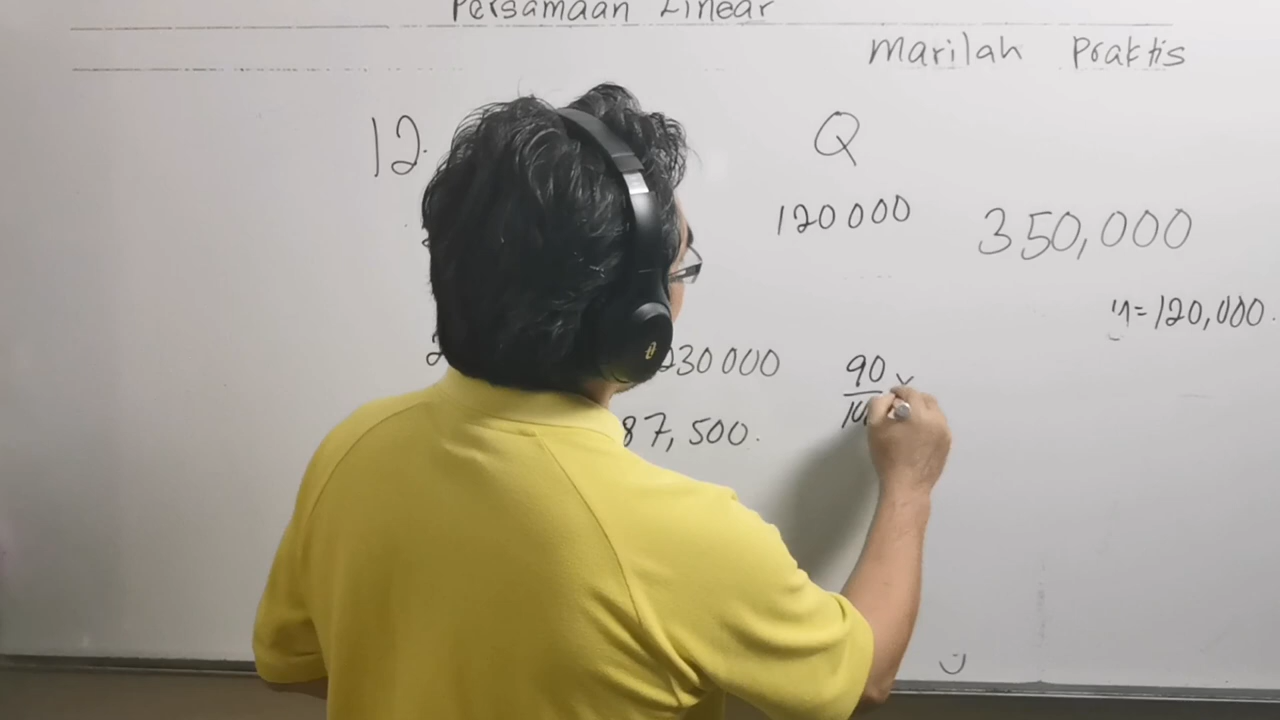 Persamaan Linear
Marilah Praktis
12. Q
120000 350,000
y=120,000.
230000 90
87,500.